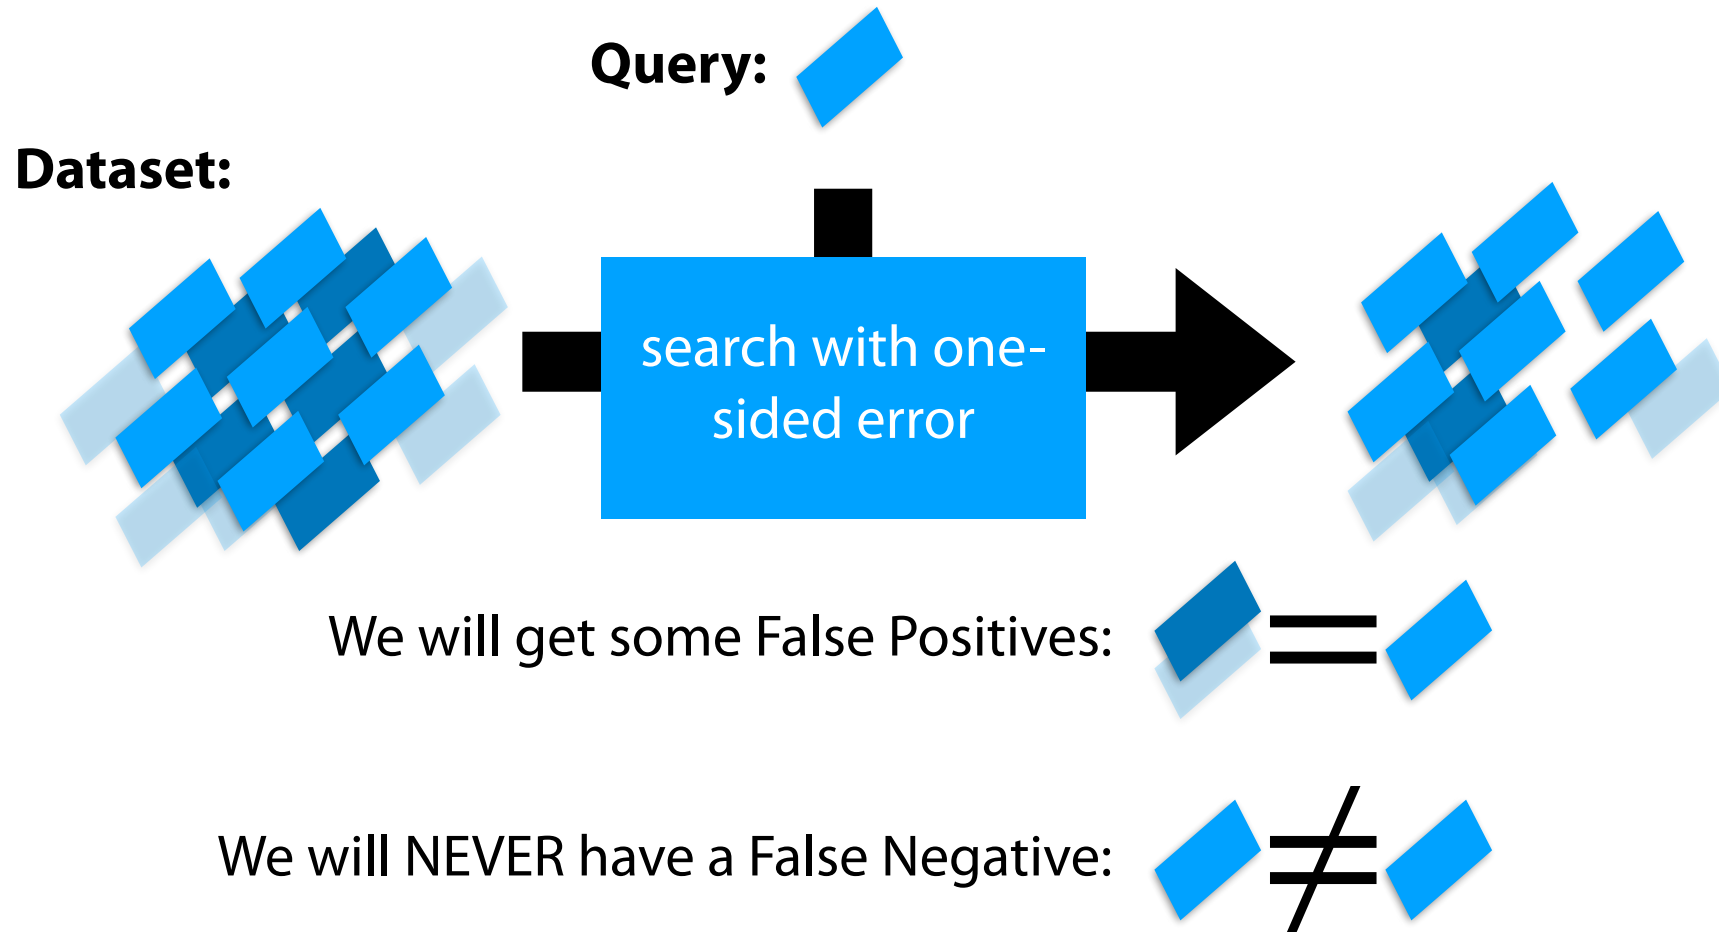 Query:
Dataset:
search with one-
sided error
We will get some False Positives:
We will NEVER have a False Negative: